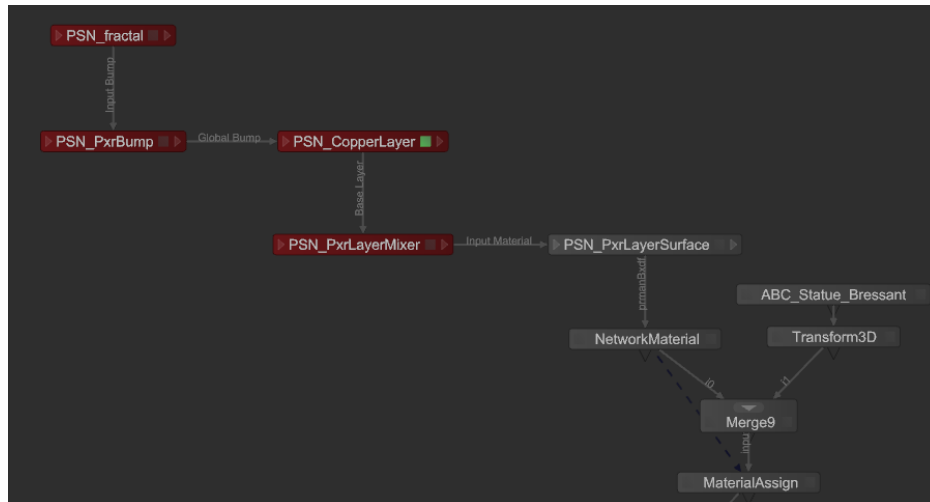 PSN_fractal
Input Bump
PSN_PxrBump
Global Bump
PSN_CopperLayer
Base Layer
PSN_PxrLayerMixer
Input Material
PSN_PxrLayerSurface
prmanBxdf
ABC_Statue_Bressant
NetworkMaterial
Transform3D
i0
i1
Merge9
input
MaterialAssign